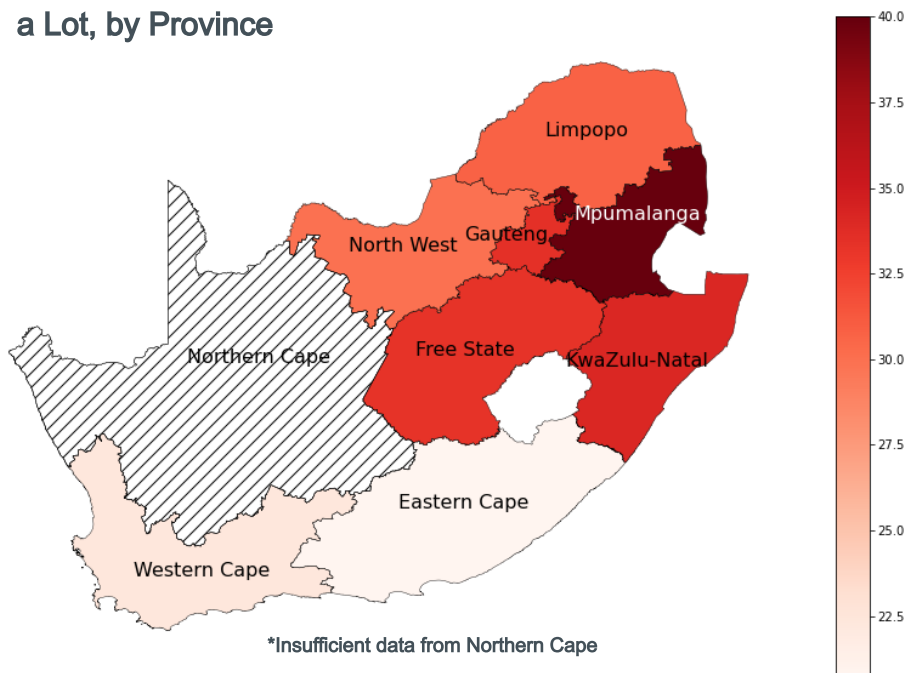 a Lot, by Province
40.0
37.5
Limpopo
35.0
Mpumalanga
Gauteng
North West
32.5
30.0
Free State
Northern Cape
KwaZulu-Natal
27.5
Eastern Cape
25.0
Western Cape
22.5
*Insufficient data from Northern Cape